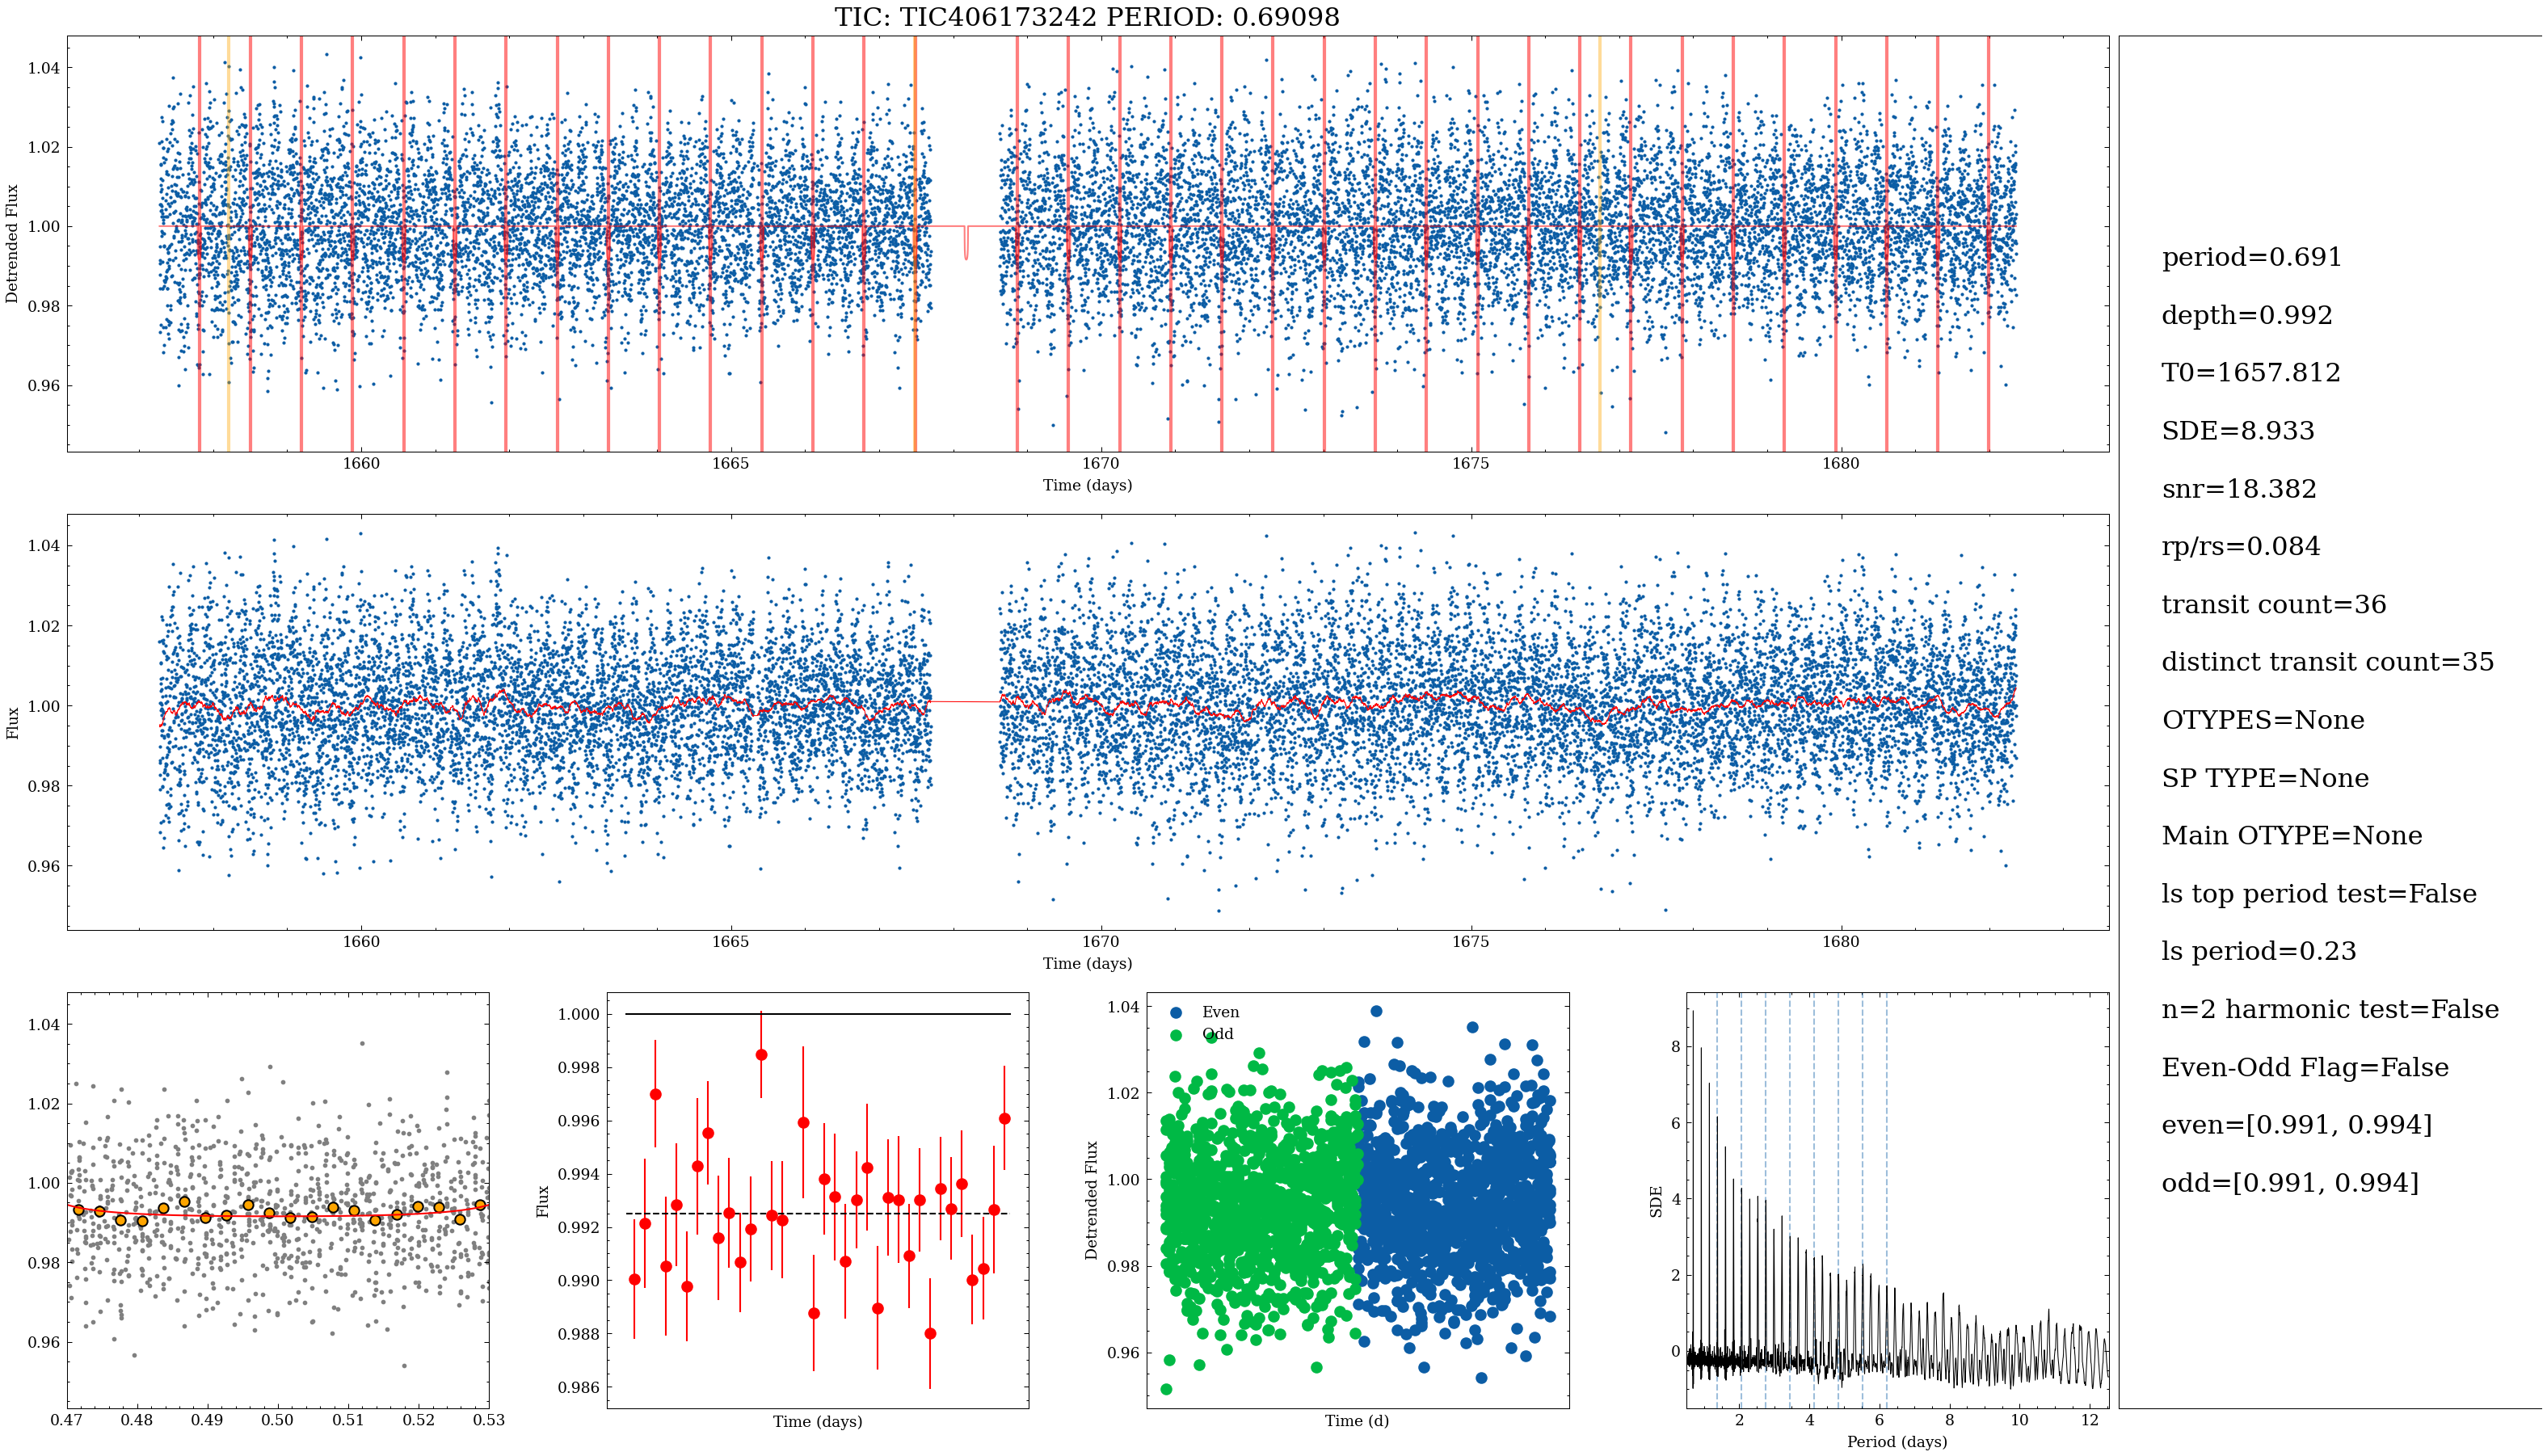 TIC: TIC406173242 PERIOD: 0.69098
1.04
1.02
1.00
0.98
0.96
Detrended Flux
1660
1665
1670
1675
1680
Time (days)
1.04
1.02
1.00
0.98
0.96
Flux
1660
1665
1670
1675
1680
Time (days)
1.04
1.02
1.00
0.98
0.96
0.47
0.48
0.49
0.50
0.51
0.52
0.53
1.000
0.998
0.996
0.994
0.992
0.990
0.988
0.986
Flux
Time (days)
1.04
1.02
1.00
0.98
0.96
Detrended Flux
Even
Odd
Time (d)
8
6
4
2
0
SDE
2
4
6
8
10
12
Period (days)
period=0.691
depth=0.992
T0=1657.812
SDE=8.933
snr=18.382
rp/rs=0.084
transit count=36
distinct transit count=35
OTYPES=None
SP TYPE=None
Main OTYPE=None
ls top period test=False
ls period=0.23
n=2 harmonic test=False
Even-Odd Flag=False
even=[0.991, 0.994]
odd=[0.991, 0.994]